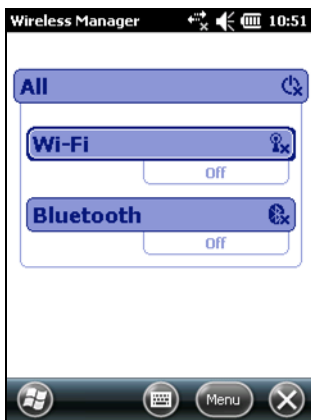 Wireless Manager 10:51
All
Wi-Fi
Off
Bluetooth
Off
Menu